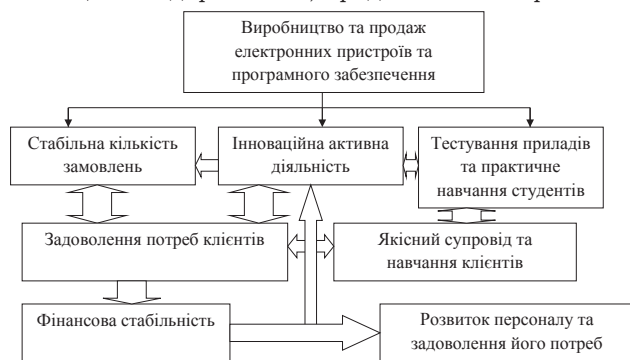 Виробництво та продаж
електронних пристроїв та
програмного забезпечення
Стабільна кількість
замовлень
Інноваційна активна
діяльність
Тестування приладів
та практичне
навчання студентів
Задоволення потреб клієнтів
Якісний супровід та
навчання клієнтів
Фінансова стабільність
Розвиток персоналу та
задоволення його потреб